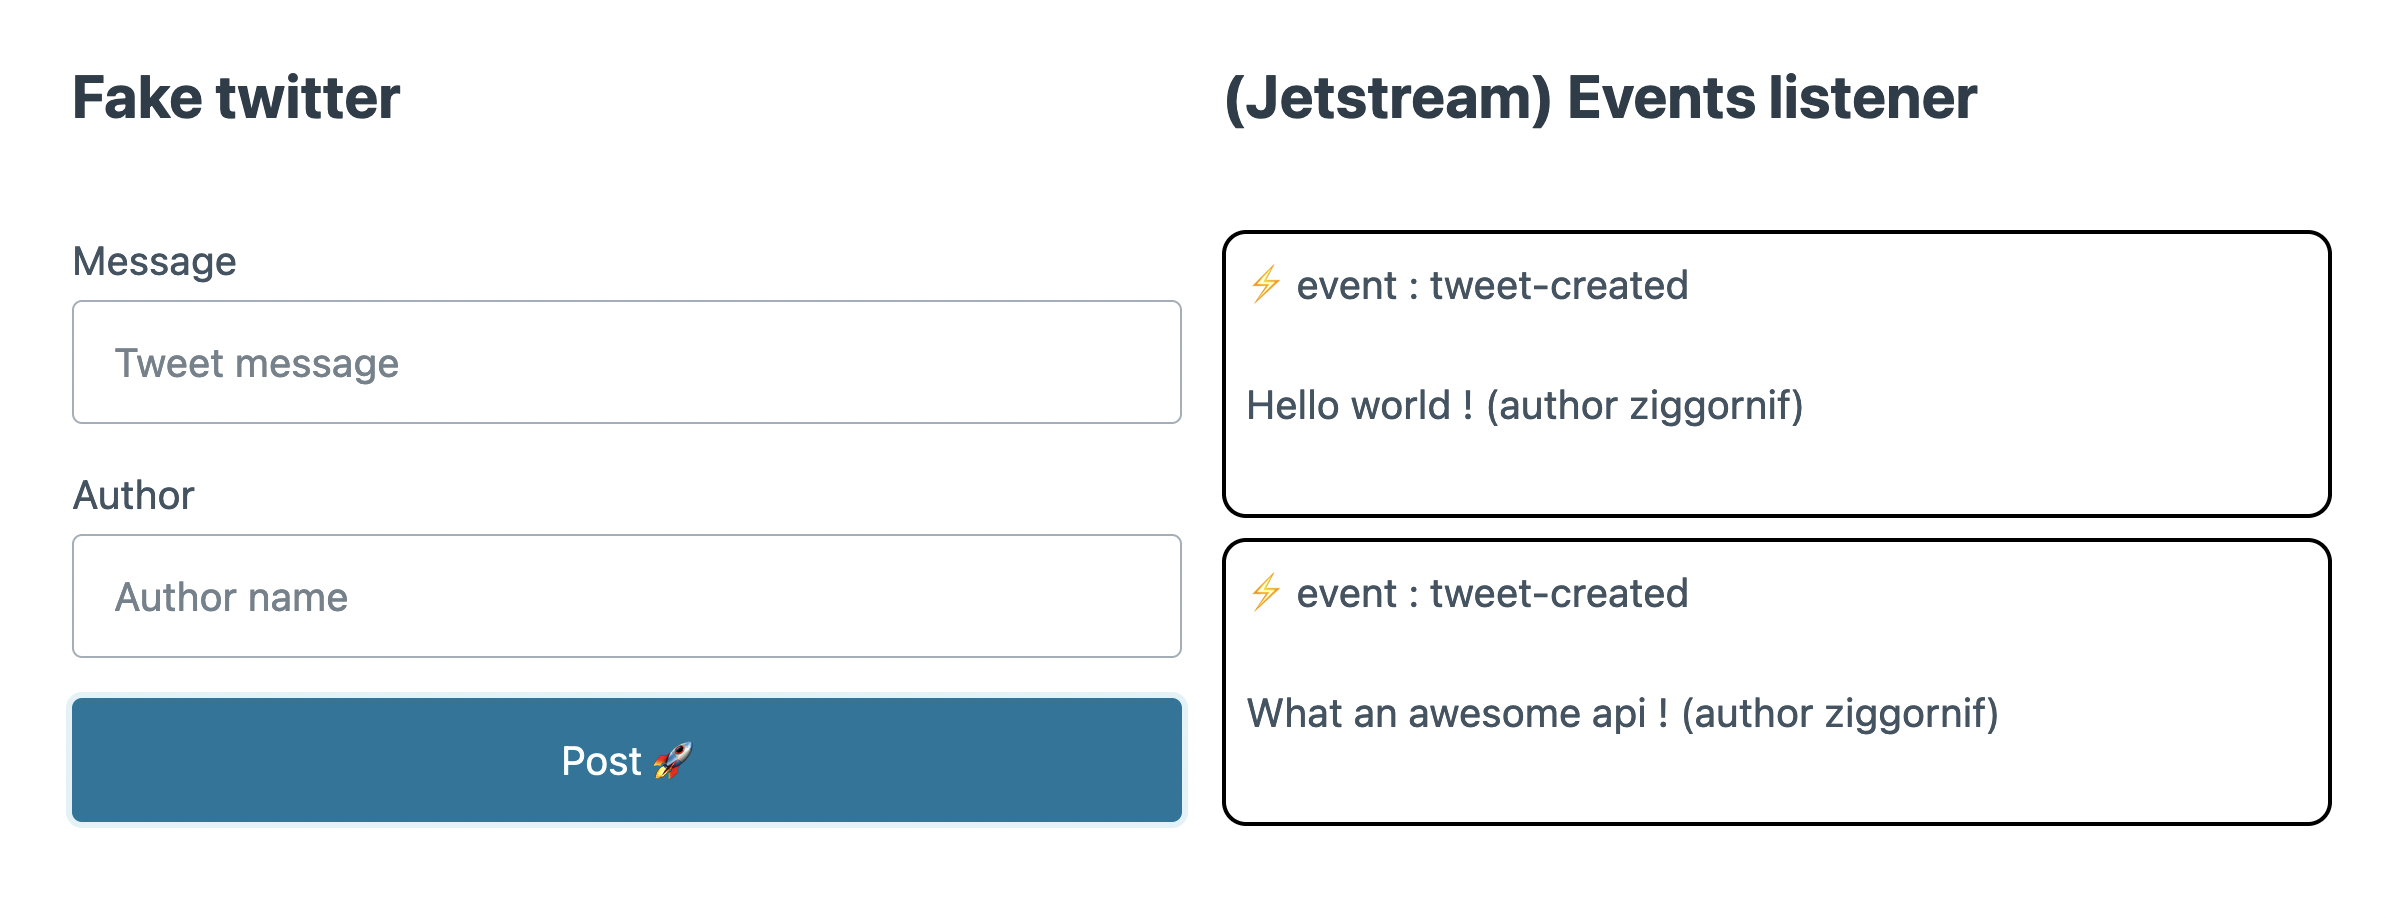 Fake twitter
Message
Tweet message
Author
Author name
Post 🚀
(Jetstream) Events listener
⚡ event : tweet-created
Hello world ! (author ziggornif)
⚡ event : tweet-created
What an awesome api ! (author ziggornif)